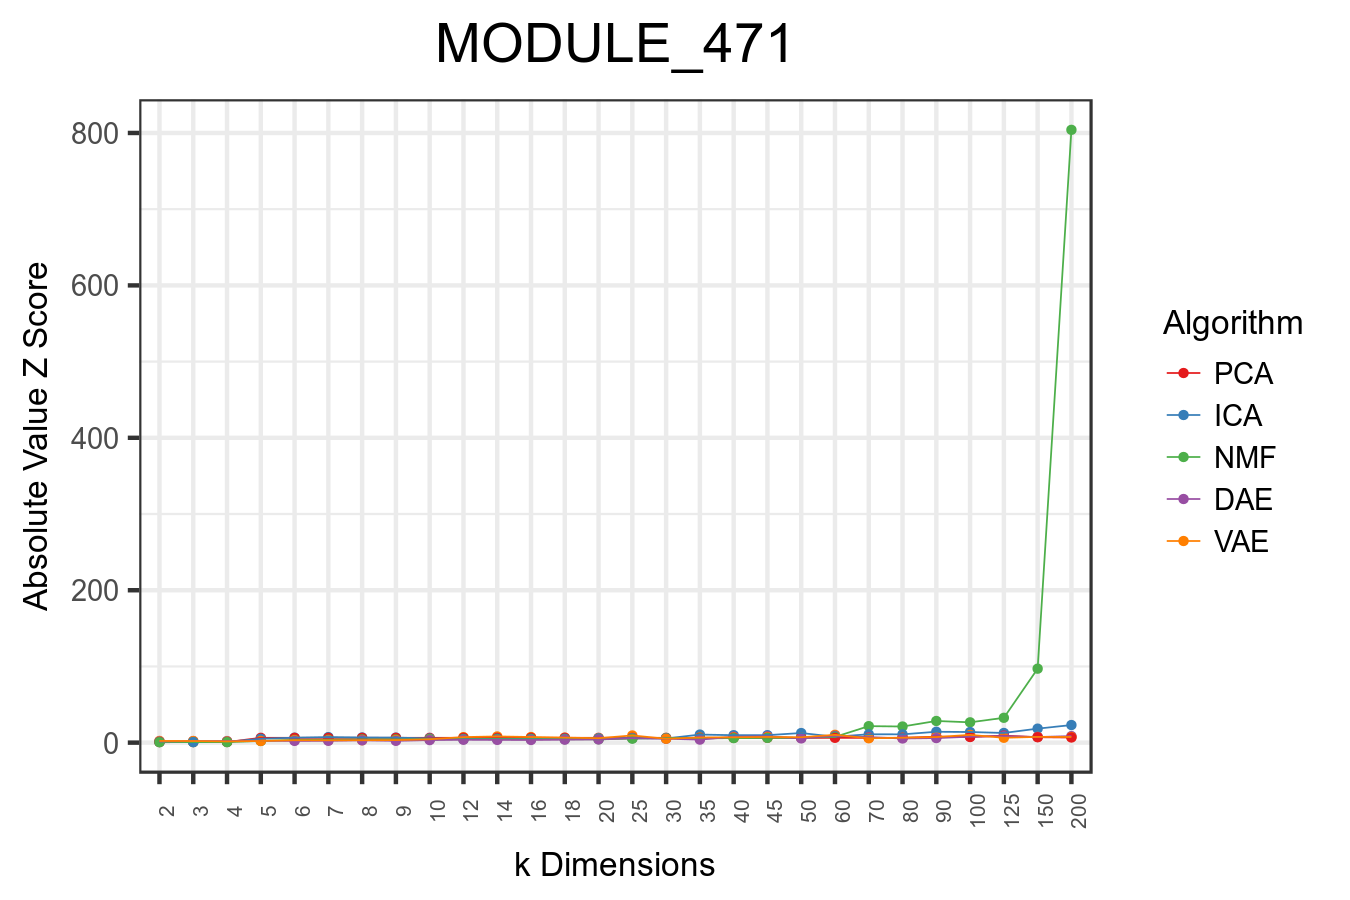 MODULE_471
Absolute Value Z Score
800
600
400
200
0
2 3 4 5 6 7 8 9 10 12 14 16 18 20 25 30 35 40 45 50 60 70 80 90 100 125 150 200
k Dimensions
Algorithm
PCA
ICA
NMF
DAE
VAE